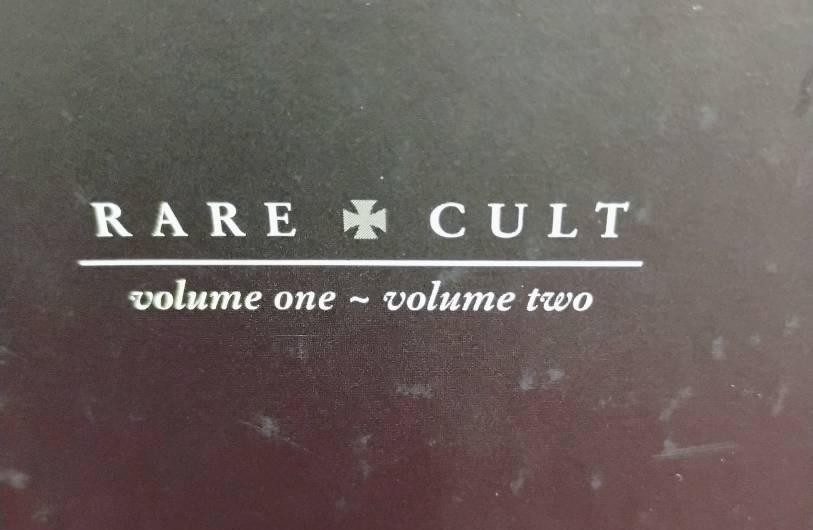 RARE ✠ CULT
volume one ~ volume two